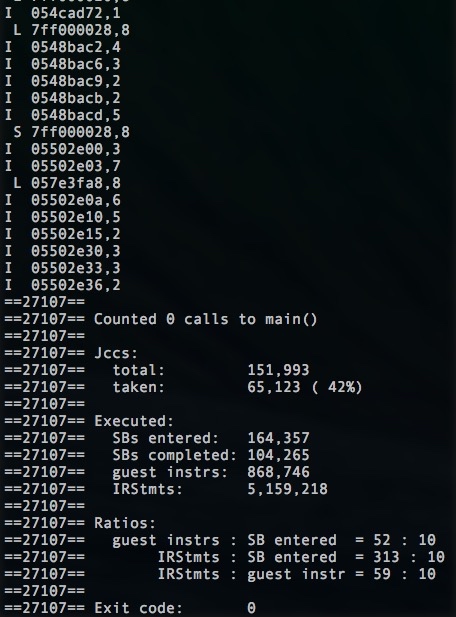 I  054cad72,1
 L 7ff000028,8
I  0548bac2,4
I  0548bac6,3
I  0548bac9,2
I  0548bacb,2
I  0548bacd,5
 S 7ff000028,8
I  05502e00,3
I  05502e03,7
 L 057e3fa8,8
I  05502e0a,6
I  05502e10,5
I  05502e15,2
I  05502e30,3
I  05502e33,3
I  05502e36,2
==27107==
==27107== Counted 0 calls to main()
==27107==
==27107== Jccs:
==27107==   total:         151,993
==27107==   taken:         65,123 ( 42%)
==27107==
==27107== Executed:
==27107==   SBs entered:   164,357
==27107==   SBs completed: 104,265
==27107==   guest instrs:  868,746
==27107==   IRStmts:       5,159,218
==27107==
==27107== Ratios:
==27107==   guest instrs : SB entered  = 52 : 10
==27107==        IRStmts : SB entered  = 313 : 10
==27107==        IRStmts : guest instr = 59 : 10
==27107==
==27107== Exit code:       0